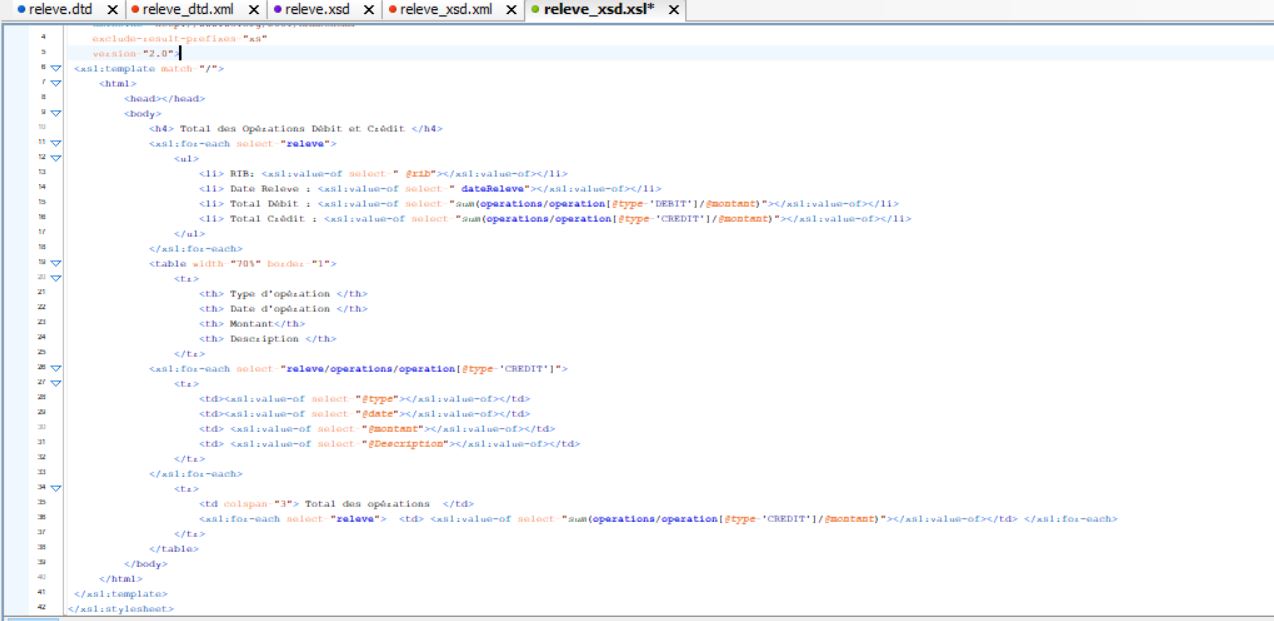 releve.dtd × releve_dtd.xml × releve.xsd × releve_xsd.xml × releve_xsd.xsl* ×
4 exclude-result-prefixes="xs"
5 version="2.0">
6 <xsl:template match="/">
7 <html>
8 <head></head>
9 <body>
10 <h4> Total des Opérations Débit et Crédit </h4>
11 <xsl:for-each select="releve">
12 <ul>
13 <li> RIB: <xsl:value-of select=" @rib"></xsl:value-of></li>
14 <li> Date Releve : <xsl:value-of select=" dateReleve"></xsl:value-of></li>
15 <li> Total Débit : <xsl:value-of select="sum(operations/operation[@type='DEBIT']/@montant)"></xsl:value-of></li>
16 <li> Total Crédit : <xsl:value-of select="sum(operations/operation[@type='CREDIT']/@montant)"></xsl:value-of></li>
17 </ul>
18 </xsl:for-each>
19 <table width="70%" border="1">
20 <tr>
21 <th> Type d'opération </th>
22 <th> Date d'opération </th>
23 <th> Montant</th>
24 <th> Description </th>
25 </tr>
26 <xsl:for-each select="releve/operations/operation[@type='CREDIT']">
27 <tr>
28 <td><xsl:value-of select="@type"></xsl:value-of></td>
29 <td><xsl:value-of select="@date"></xsl:value-of></td>
30 <td> <xsl:value-of select="@montant"></xsl:value-of></td>
31 <td> <xsl:value-of select="@Description"></xsl:value-of></td>
32 </tr>
33 </xsl:for-each>
34 <tr>
35 <td colspan="3"> Total des opérations </td>
36 <xsl:for-each select="releve"> <td> <xsl:value-of select="sum(operations/operation[@type='CREDIT']/@montant)"></xsl:value-of></td> </xsl:for-each>
37 </tr>
38 </table>
39 </body>
40 </html>
41 </xsl:template>
42 </xsl:stylesheet>